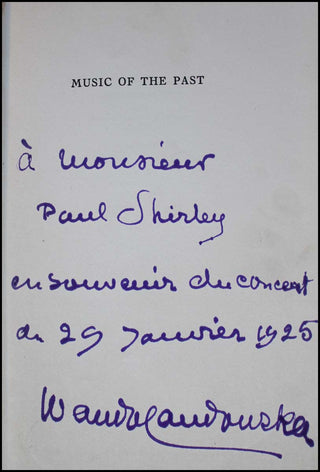 MUSIC OF THE PAST
à Monsieur
Paul Shirley
en souvenir du concert
du 29 Janvier 1925
Wanda Landowska